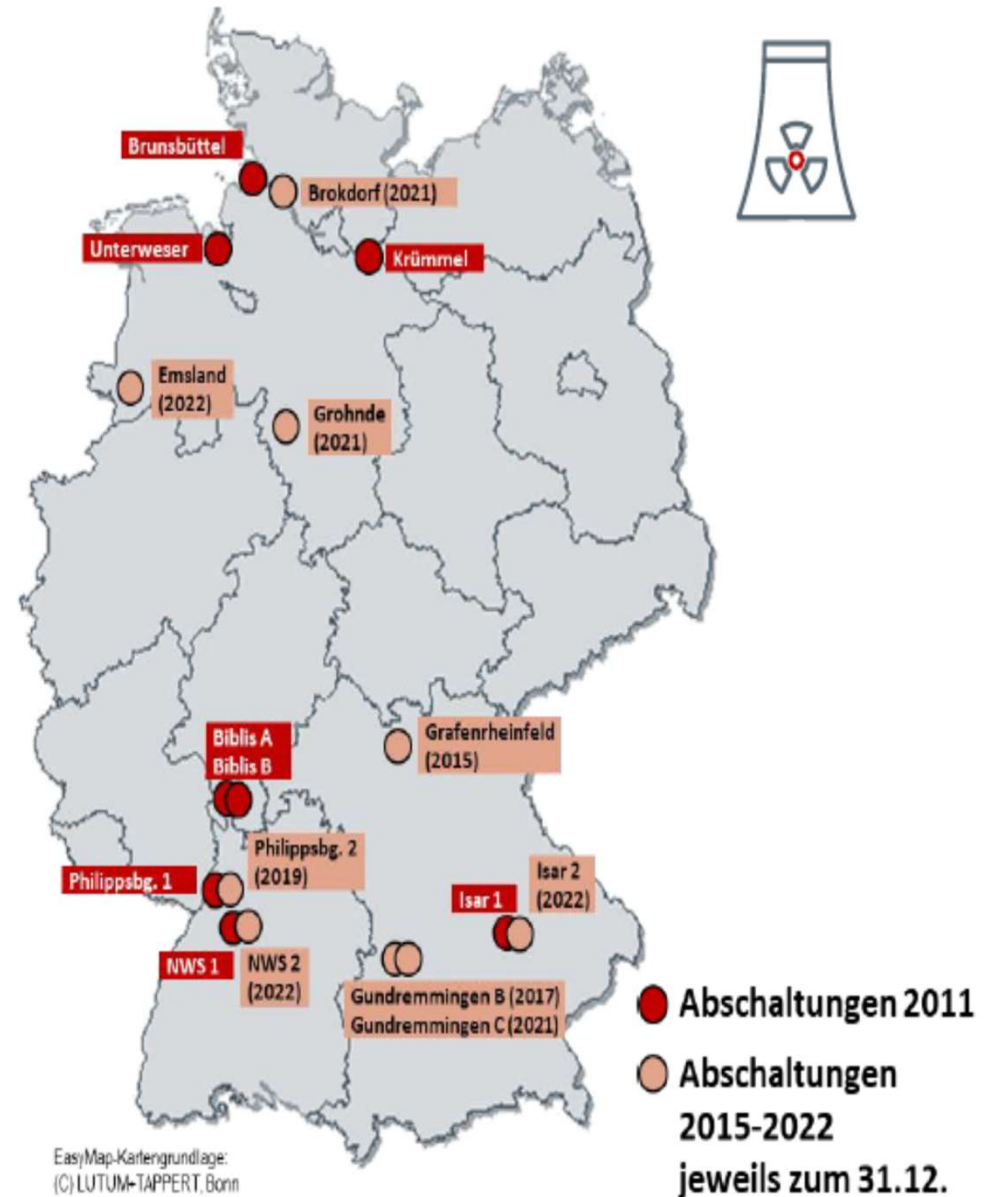 Brunsbüttel
Brokdorf (2021)
Unterweser
Krümmel
Emsland
(2022)
Grohnde
(2021)
Biblis A
Biblis B
Grafenrheinfeld
(2015)
Philippsbg. 2
(2019)
Philippsbg. 1
Isar 2
(2022)
Isar 1
NWS 1
NWS 2
(2022)
Gundremmingen B (2017)
Gundremmingen C (2021)
Abschaltungen 2011
Abschaltungen
2015-2022
jeweils zum 31.12.
EasyMap-Kartengrundlage:
(C) LUTUM+TAPPERT, Bonn